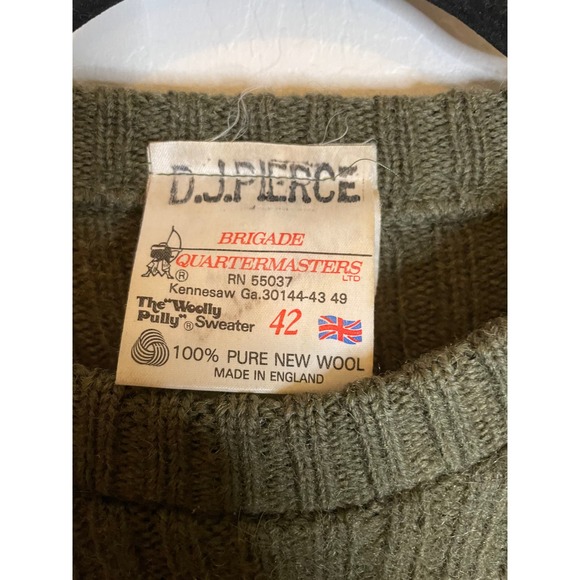 D.J.PIERCE
BRIGADE
QUARTERMASTERS LTD
®
RN 55037
Kennesaw Ga.30144-43 49
The "Woolly
Pully"® Sweater 42
100% PURE NEW WOOL
MADE IN ENGLAND